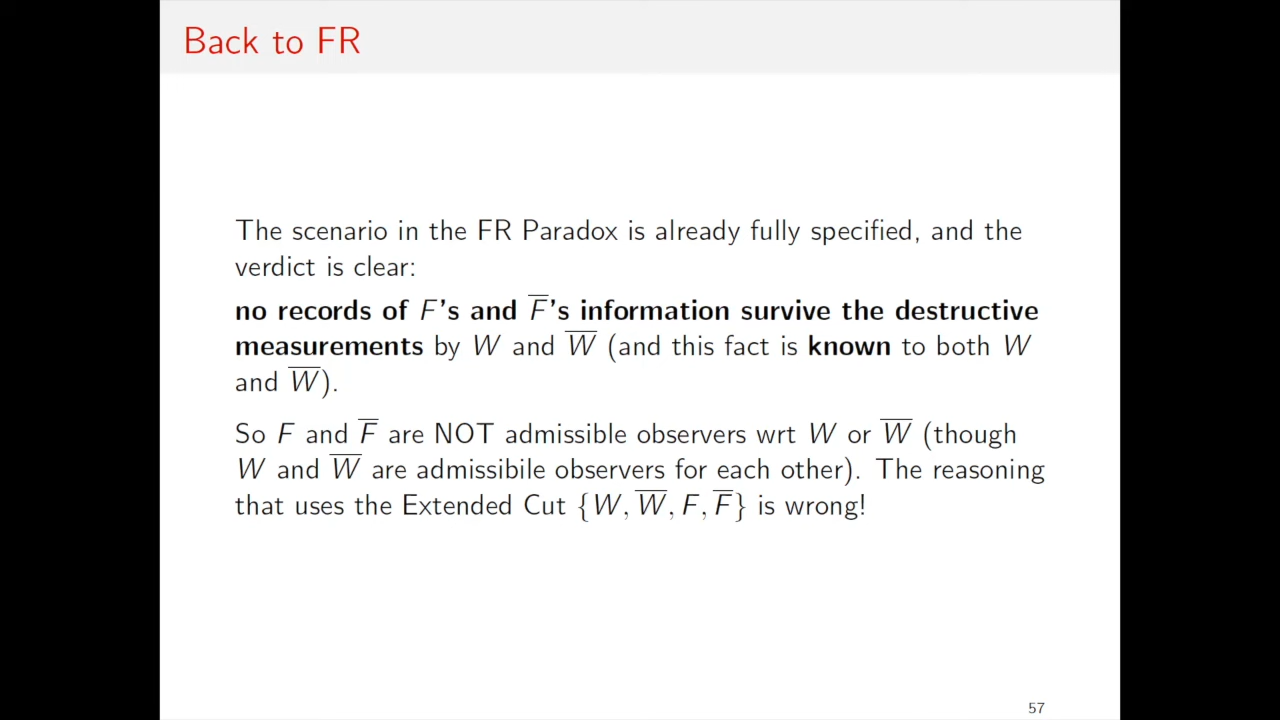 Back to FR
The scenario in the FR Paradox is already fully specified, and the
verdict is clear:
no records of F's and F̅'s information survive the destructive
measurements by W and W̅ (and this fact is known to both W
and W̅).
So F and F̅ are NOT admissible observers wrt W or W̅ (though
W and W̅ are admissibile observers for each other). The reasoning
that uses the Extended Cut {W, W̅, F, F̅} is wrong!
57